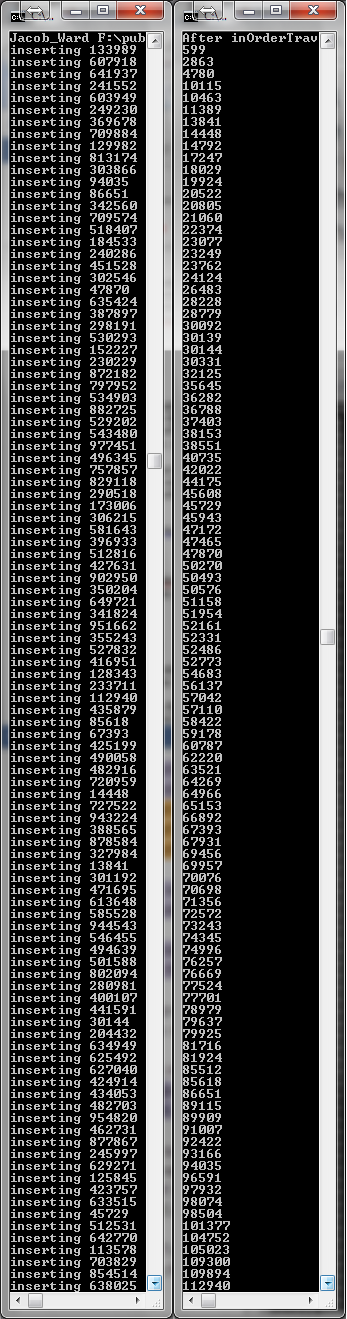 Jacob_Ward F:\pub
inserting 133989
inserting 607918
inserting 641937
inserting 241552
inserting 603949
inserting 249230
inserting 369678
inserting 709884
inserting 129982
inserting 813174
inserting 303866
inserting 94035
inserting 86651
inserting 342560
inserting 709574
inserting 518407
inserting 184533
inserting 240286
inserting 451528
inserting 302546
inserting 47870
inserting 635424
inserting 387897
inserting 298191
inserting 530293
inserting 152227
inserting 230229
inserting 872182
inserting 797952
inserting 534903
inserting 882725
inserting 529202
inserting 543480
inserting 977451
inserting 496345
inserting 757857
inserting 829118
inserting 290518
inserting 173006
inserting 306215
inserting 581643
inserting 396933
inserting 512816
inserting 427631
inserting 902950
inserting 350204
inserting 649721
inserting 341824
inserting 951662
inserting 355243
inserting 527832
inserting 416951
inserting 128343
inserting 233711
inserting 112940
inserting 435879
inserting 85618
inserting 67393
inserting 425199
inserting 490058
inserting 482916
inserting 720959
inserting 14448
inserting 727522
inserting 943224
inserting 388565
inserting 878584
inserting 327984
inserting 13841
inserting 301192
inserting 471695
inserting 613648
inserting 585528
inserting 944543
inserting 546455
inserting 494639
inserting 501588
inserting 802094
inserting 280981
inserting 400107
inserting 441591
inserting 30144
inserting 204432
inserting 634949
inserting 625492
inserting 627040
inserting 424914
inserting 434053
inserting 482703
inserting 954820
inserting 462731
inserting 877867
inserting 245997
inserting 629271
inserting 125845
inserting 423757
inserting 633515
inserting 45729
inserting 512531
inserting 642770
inserting 113578
inserting 703829
inserting 854514
inserting 638025
After inOrderTrav
599
2863
4780
10115
10463
11389
13841
14448
14792
17247
18029
19924
20522
20805
21060
22374
23077
23249
23762
24124
26483
28228
28779
30092
30139
30144
30331
32125
35645
36282
36788
37403
38153
38551
40735
42022
44175
45608
45729
45943
47172
47465
47870
50270
50493
50576
51158
51954
52161
52331
52486
52773
54683
56137
57042
57110
58422
59178
60787
62220
63521
64269
64966
65153
66892
67393
67931
69456
69957
70076
70698
71356
72572
73243
74345
74996
76257
76669
77524
77701
78979
79637
79925
81716
81924
85512
85618
86651
89115
89909
91007
92422
93166
94035
96591
97932
98074
98504
101377
104752
105023
109300
109894
112940